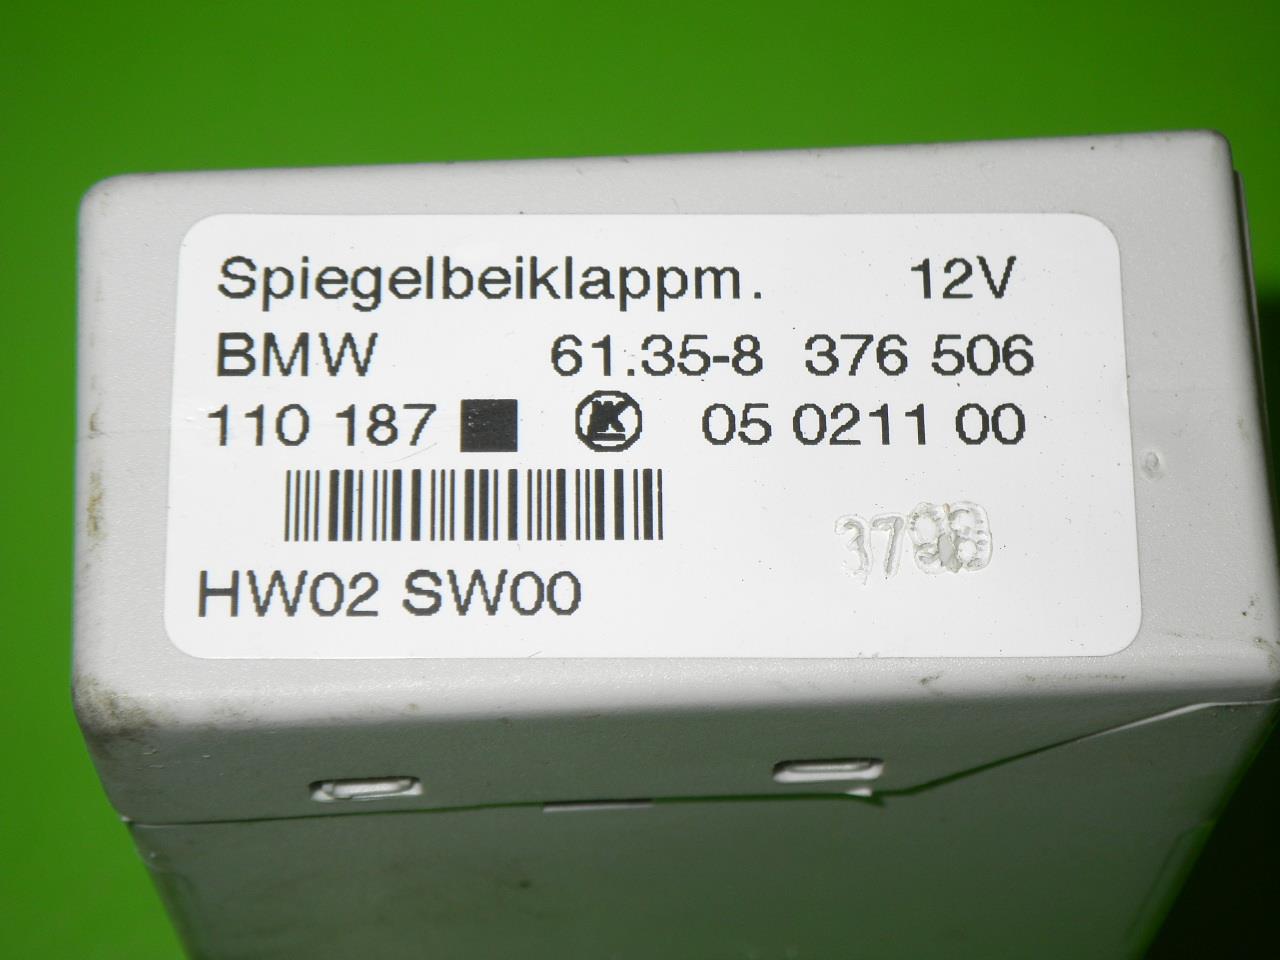 Spiegelbeiklappm. 12V
BMW 61.35-8 376 506
110 187 K 05 0211 00
HW02 SW00